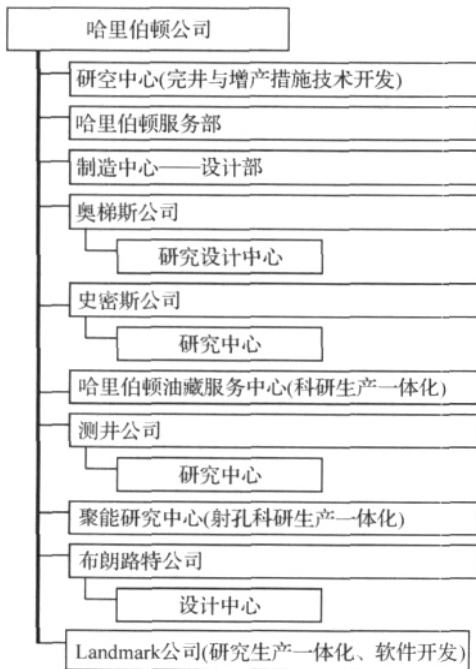 哈里伯顿公司
研空中心(完井与增产措施技术开发)
哈里伯顿服务部
制造中心——设计部
奥梯斯公司
研究设计中心
史密斯公司
研究中心
哈里伯顿油藏服务中心(科研生产一体化)
测井公司
研究中心
聚能研究中心(射孔科研生产一体化)
布朗路特公司
设计中心
Landmark公司(研究生产一体化、软件开发)